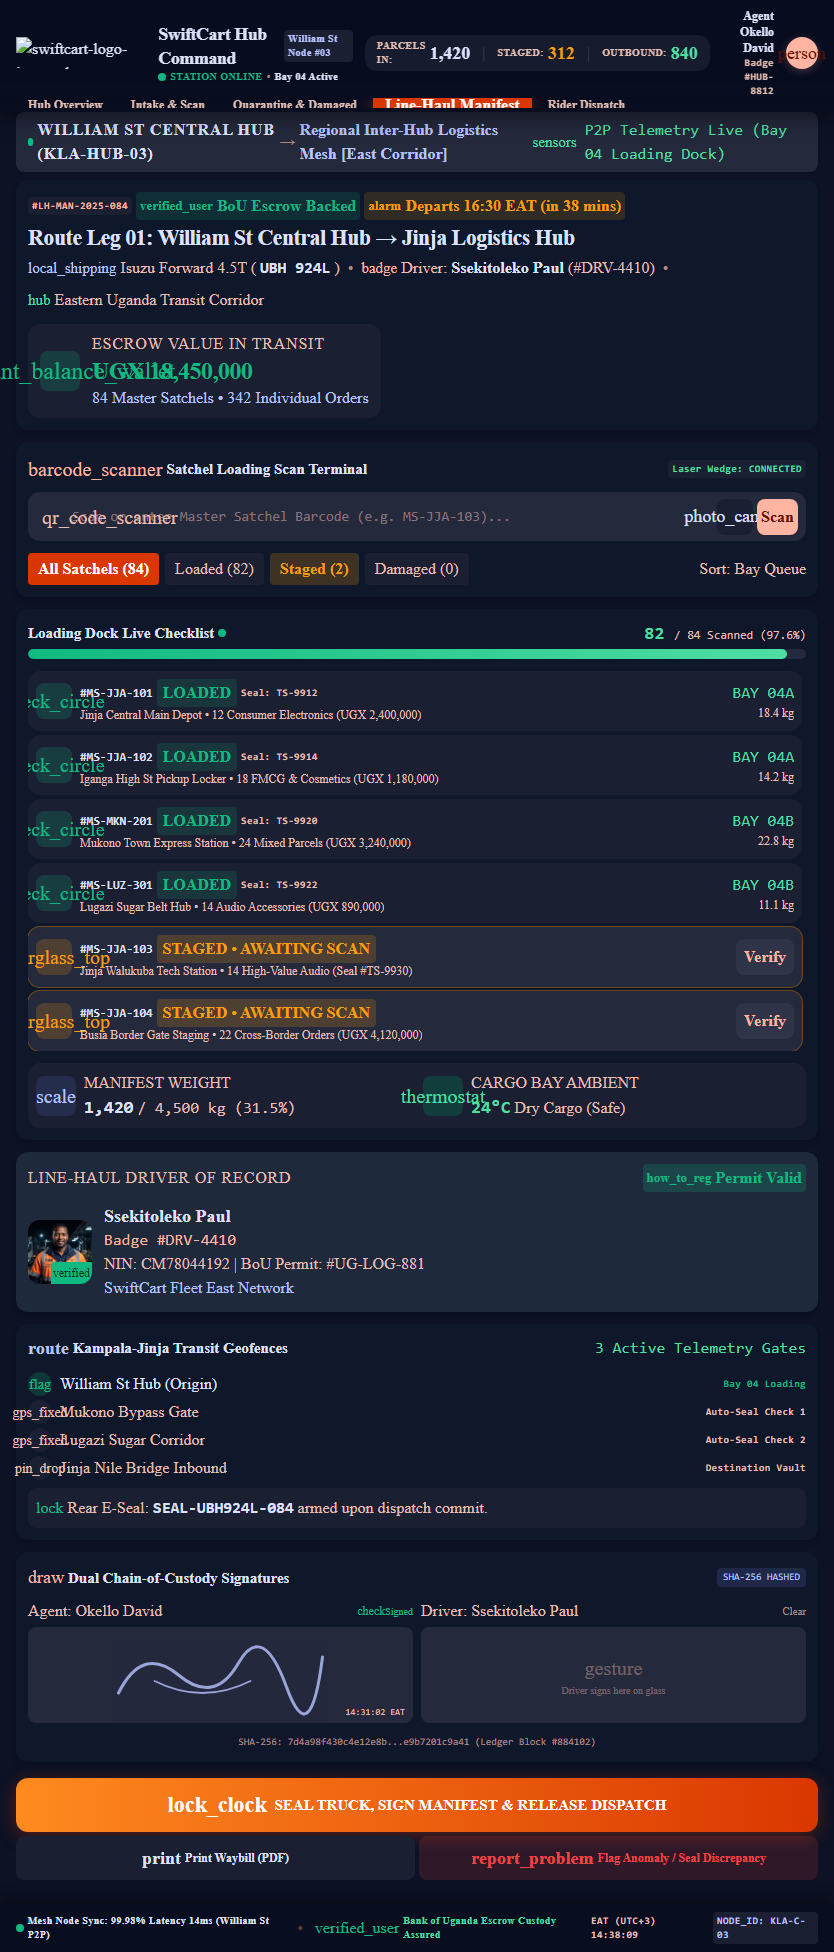 swiftcart-logo-
SwiftCart Hub Command
William St Node #03
STATION ONLINE • Bay 04 Active
PARCELS IN: 1,420
STAGED: 312
OUTBOUND: 840
Agent Okello David
Badge #HUB-8812
person
Hub Overview
Intake & Scan
Quarantine & Damaged
Line-Haul Manifest
Rider Dispatch
WILLIAM ST CENTRAL HUB (KLA-HUB-03)
→
Regional Inter-Hub Logistics Mesh [East Corridor]
sensors P2P Telemetry Live (Bay 04 Loading Dock)
#LH-MAN-2025-084
verified_user BoU Escrow Backed
alarm Departs 16:30 EAT (in 38 mins)
Route Leg 01: William St Central Hub → Jinja Logistics Hub
local_shipping Isuzu Forward 4.5T ( UBH 924L ) • badge Driver: Ssekitoleko Paul (#DRV-4410) •
hub Eastern Uganda Transit Corridor
ESCROW VALUE IN TRANSIT
nt_balance_wallet UGX 18,450,000
84 Master Satchels • 342 Individual Orders
barcode_scanner Satchel Loading Scan Terminal
Laser Wedge: CONNECTED
qr_code_scanner
Master Satchel Barcode (e.g. MS-JJA-103)...
photo_can
Scan
All Satchels (84)
Loaded (82)
Staged (2)
Damaged (0)
Sort: Bay Queue
Loading Dock Live Checklist
82 / 84 Scanned (97.6%)
eck_circle #MS-JJA-101 LOADED Seal: TS-9912
BAY 04A
Jinja Central Main Depot • 12 Consumer Electronics (UGX 2,400,000)
18.4 kg
eck_circle #MS-JJA-102 LOADED Seal: TS-9914
BAY 04A
Iganga High St Pickup Locker • 18 FMCG & Cosmetics (UGX 1,180,000)
14.2 kg
eck_circle #MS-MKN-201 LOADED Seal: TS-9920
BAY 04B
Mukono Town Express Station • 24 Mixed Parcels (UGX 3,240,000)
22.8 kg
eck_circle #MS-LUZ-301 LOADED Seal: TS-9922
BAY 04B
Lugazi Sugar Belt Hub • 14 Audio Accessories (UGX 890,000)
11.1 kg
rglass_top #MS-JJA-103 STAGED • AWAITING SCAN
Jinja Walukuba Tech Station • 14 High-Value Audio (Seal #TS-9930)
Verify
rglass_top #MS-JJA-104 STAGED • AWAITING SCAN
Busia Border Gate Staging • 22 Cross-Border Orders (UGX 4,120,000)
Verify
scale MANIFEST WEIGHT
1,420 / 4,500 kg (31.5%)
thermostat CARGO BAY AMBIENT
24°C Dry Cargo (Safe)
LINE-HAUL DRIVER OF RECORD
how_to_reg Permit Valid
Ssekitoleko Paul
Badge #DRV-4410
NIN: CM78044192 | BoU Permit: #UG-LOG-881
SwiftCart Fleet East Network
verified
route Kampala-Jinja Transit Geofences
3 Active Telemetry Gates
flag William St Hub (Origin)
Bay 04 Loading
gps_fixed Mukono Bypass Gate
Auto-Seal Check 1
gps_fixed Lugazi Sugar Corridor
Auto-Seal Check 2
pin_drop Jinja Nile Bridge Inbound
Destination Vault
lock Rear E-Seal: SEAL-UBH924L-084 armed upon dispatch commit.
draw Dual Chain-of-Custody Signatures
SHA-256 HASHED
Agent: Okello David
checkSigned
Driver: Ssekitoleko Paul
Clear
14:31:02 EAT
gesture
Driver signs here on glass
SHA-256: 7d4a98f430c4e12e8b...e9b7201c9a41 (Ledger Block #884102)
lock_clock SEAL TRUCK, SIGN MANIFEST & RELEASE DISPATCH
print Print Waybill (PDF)
report_problem Flag Anomaly / Seal Discrepancy
Mesh Node Sync: 99.98% Latency 14ms (William St P2P)
•
verified_user Bank of Uganda Escrow Custody Assured
EAT (UTC+3) 14:38:09
NODE_ID: KLA-C-03